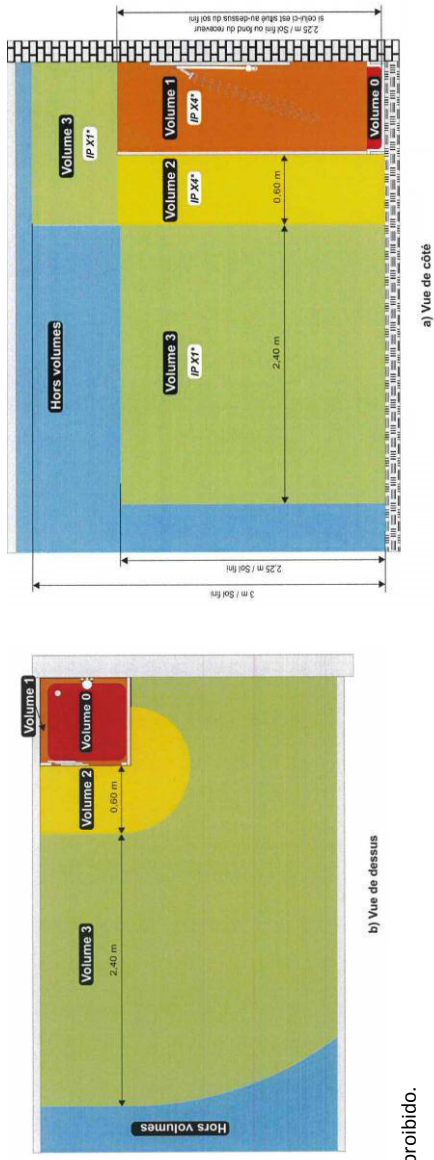 Volume 3
IP X1*
Volume 1
IP X4*
Volume 2
IP X4*
Volume 0
Hors volumes
Volume 3
IP X1*
0,60 m
2,40 m
2,25 m / Sol fini
3 m / Sol fini
2,25 m / Sol fini ou fond du receveur
si celui-ci est situé au-dessus du sol fini
a) Vue de côté
Volume 1
Volume 0
Volume 2
0,60 m
Volume 3
2,40 m
Hors volumes
b) Vue de dessus
proibido.